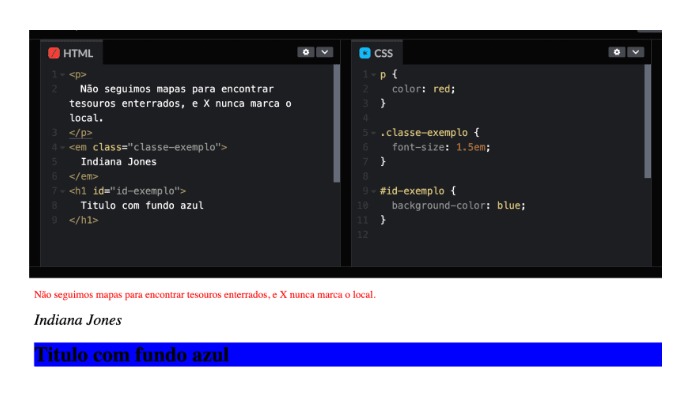 HTML
1 <p>
2 Não seguimos mapas para encontrar
tesouros enterrados, e X nunca marca o
local.
3 </p>
4 <em class="classe-exemplo">
5 Indiana Jones
6 </em>
7 <h1 id="id-exemplo">
8 Titulo com fundo azul
9 </h1>
CSS
1 p {
2 color: red;
3 }
4
5 .classe-exemplo {
6 font-size: 1.5em;
7 }
8
9 #id-exemplo {
10 background-color: blue;
11 }
12
Não seguimos mapas para encontrar tesouros enterrados, e X nunca marca o local.
Indiana Jones
Titulo com fundo azul